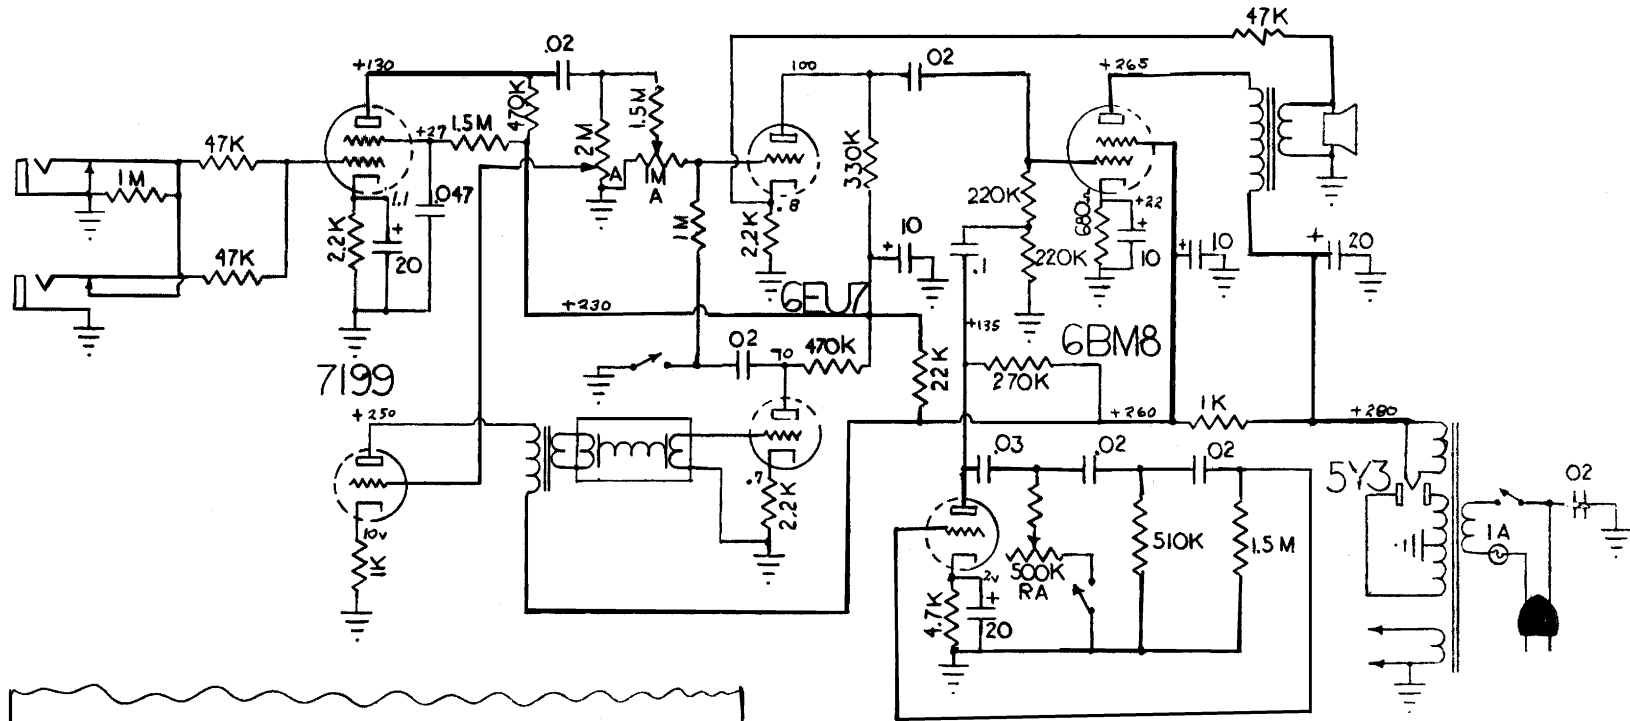 47K
.02
+130
100
02
+265
470K
1.5M
+27
1.5M
47K
2M
A
1M
A
1M
330K
220K
680Ω
+22
.047
1.1
2.2K
+
20
1M
2.2K
.8
+
10
.1
220K
+
10
+
10
+
20
47K
6EU7
+230
+135
6BM8
02
70
470K
22K
270K
7199
1K
+250
+260
+280
.03
.02
02
5Y3
02
.7
2.2K
10v
1K
500K
RA
510K
1.5M
1A
2v
4.7K
+
20